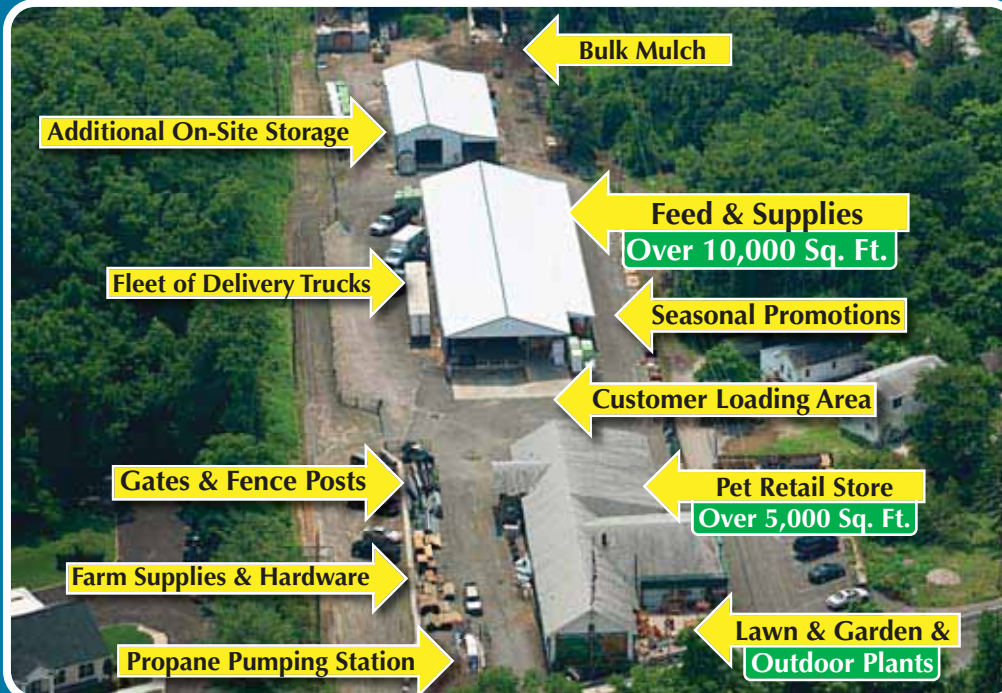 Bulk Mulch
Additional On-Site Storage
Feed & Supplies
Over 10,000 Sq. Ft.
Fleet of Delivery Trucks
Seasonal Promotions
Customer Loading Area
Gates & Fence Posts
Pet Retail Store
Over 5,000 Sq. Ft.
Farm Supplies & Hardware
Lawn & Garden &
Outdoor Plants
Propane Pumping Station